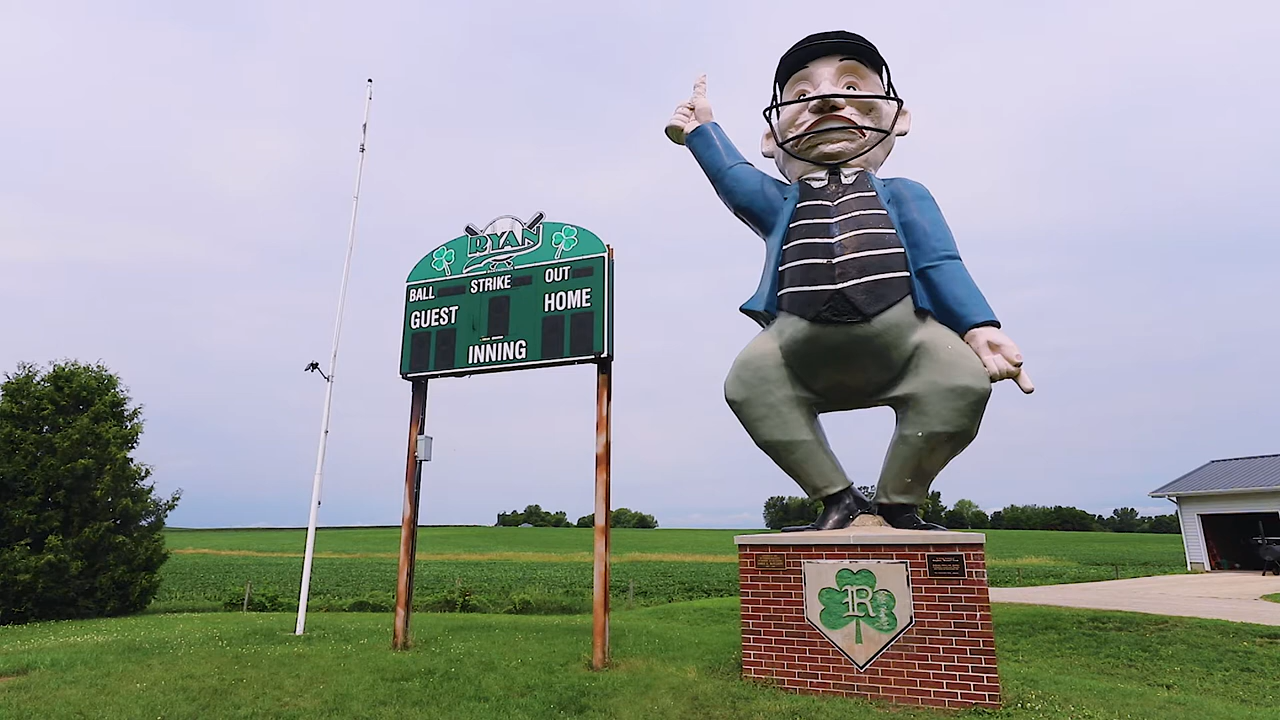 RYAN
BALL STRIKE OUT
GUEST HOME
INNING
R